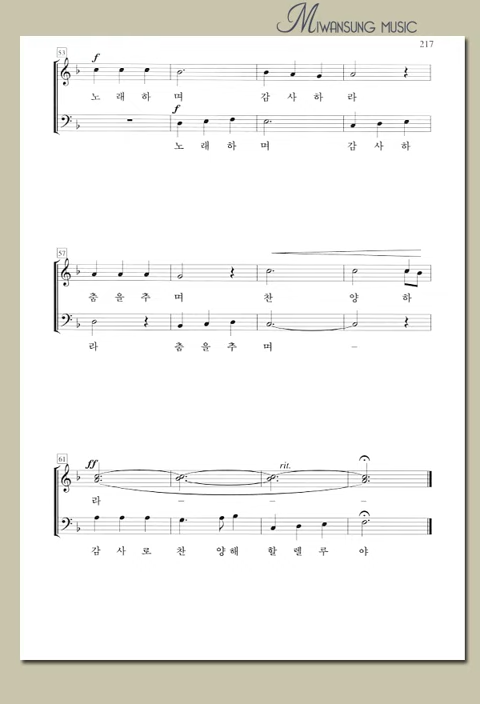 MIWANSUNG MUSIC
217
53
f
노 래 하 며 감 사 하 라
f
노 래 하 며 감 사 하
57
춤 을 추 며 찬 양 하
라 춤 을 추 며 –
61
ff
rit.
라 – – –
감 사 로 찬 양 해 할 렐 루 야